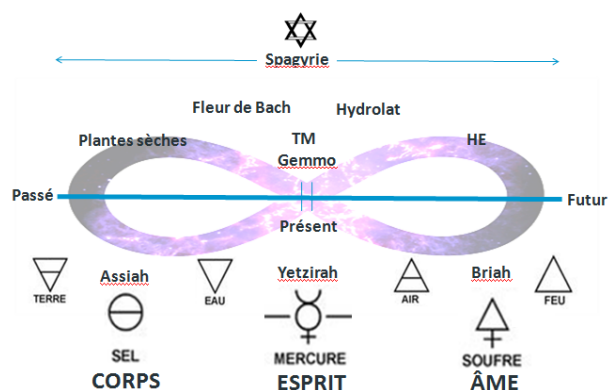 Spagyrie
Fleur de Bach
Hydrolat
Plantes sèches
TM
HE
Gemmo
Passé
Futur
Présent
Assiah
Yetzirah
Briah
TERRE
EAU
AIR
FEU
SEL
MERCURE
SOUFRE
CORPS
ESPRIT
ÂME